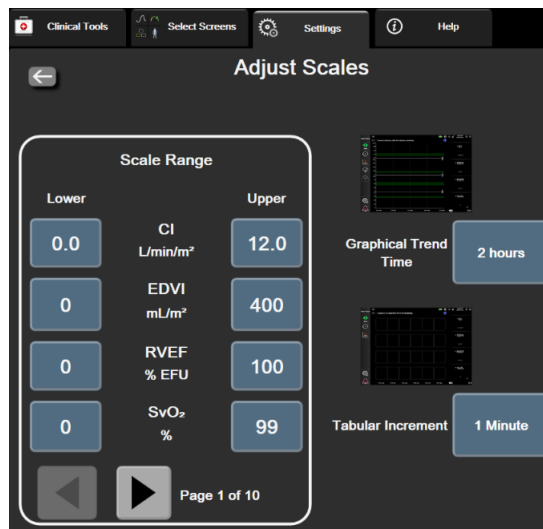 Clinical Tools
Select Screens
Settings
Help
Adjust Scales
Scale Range
Lower
Upper
0.0
CI
L/min/m²
12.0
0
EDVI
mL/m²
400
0
RVEF
% EFU
100
0
SvO₂
%
99
Page 1 of 10
Graphical Trend
Time
2 hours
Tabular Increment
1 Minute